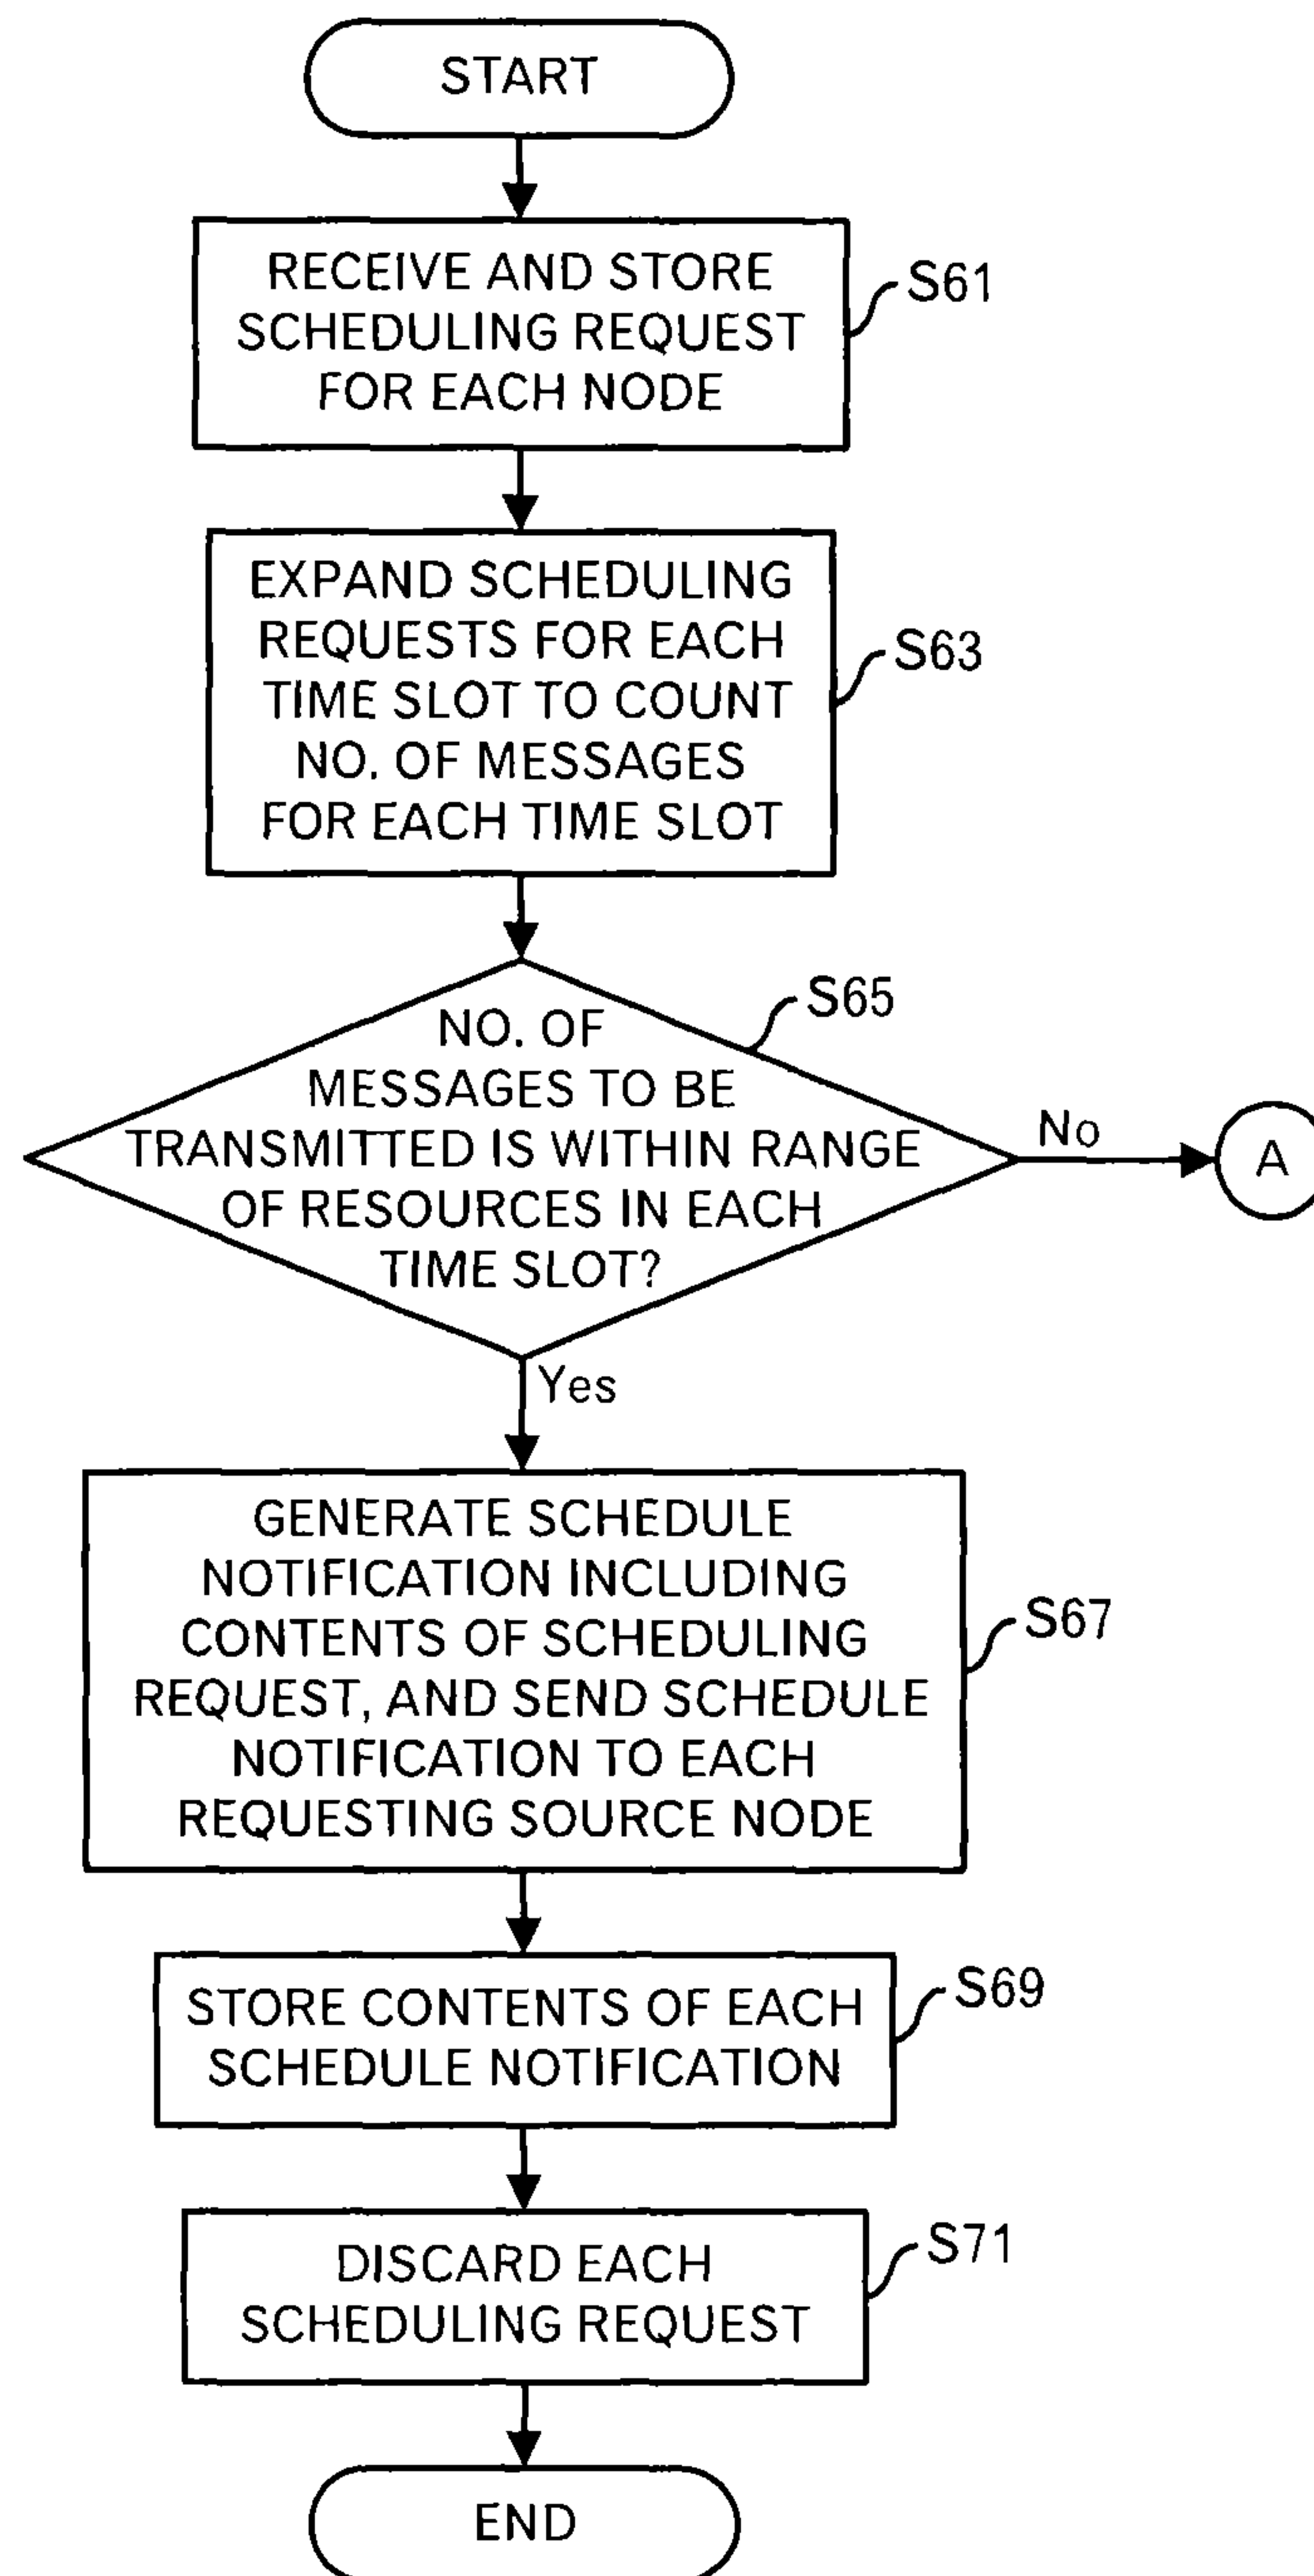 START
RECEIVE AND STORE
SCHEDULING REQUEST
FOR EACH NODE
S61
EXPAND SCHEDULING
REQUESTS FOR EACH
TIME SLOT TO COUNT
NO. OF MESSAGES
FOR EACH TIME SLOT
S63
NO. OF
MESSAGES TO BE
TRANSMITTED IS WITHIN RANGE
OF RESOURCES IN EACH
TIME SLOT?
S65
No
A
Yes
GENERATE SCHEDULE
NOTIFICATION INCLUDING
CONTENTS OF SCHEDULING
REQUEST, AND SEND SCHEDULE
NOTIFICATION TO EACH
REQUESTING SOURCE NODE
S67
STORE CONTENTS OF EACH
SCHEDULE NOTIFICATION
S69
DISCARD EACH
SCHEDULING REQUEST
S71
END